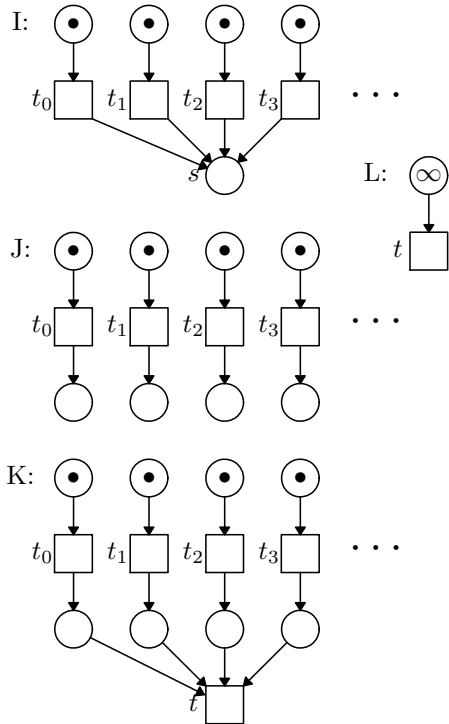 I:
t₀ t₁ t₂ t₃ · · ·
s
L: ∞
t
J:
t₀ t₁ t₂ t₃ · · ·
K:
t₀ t₁ t₂ t₃ · · ·
t